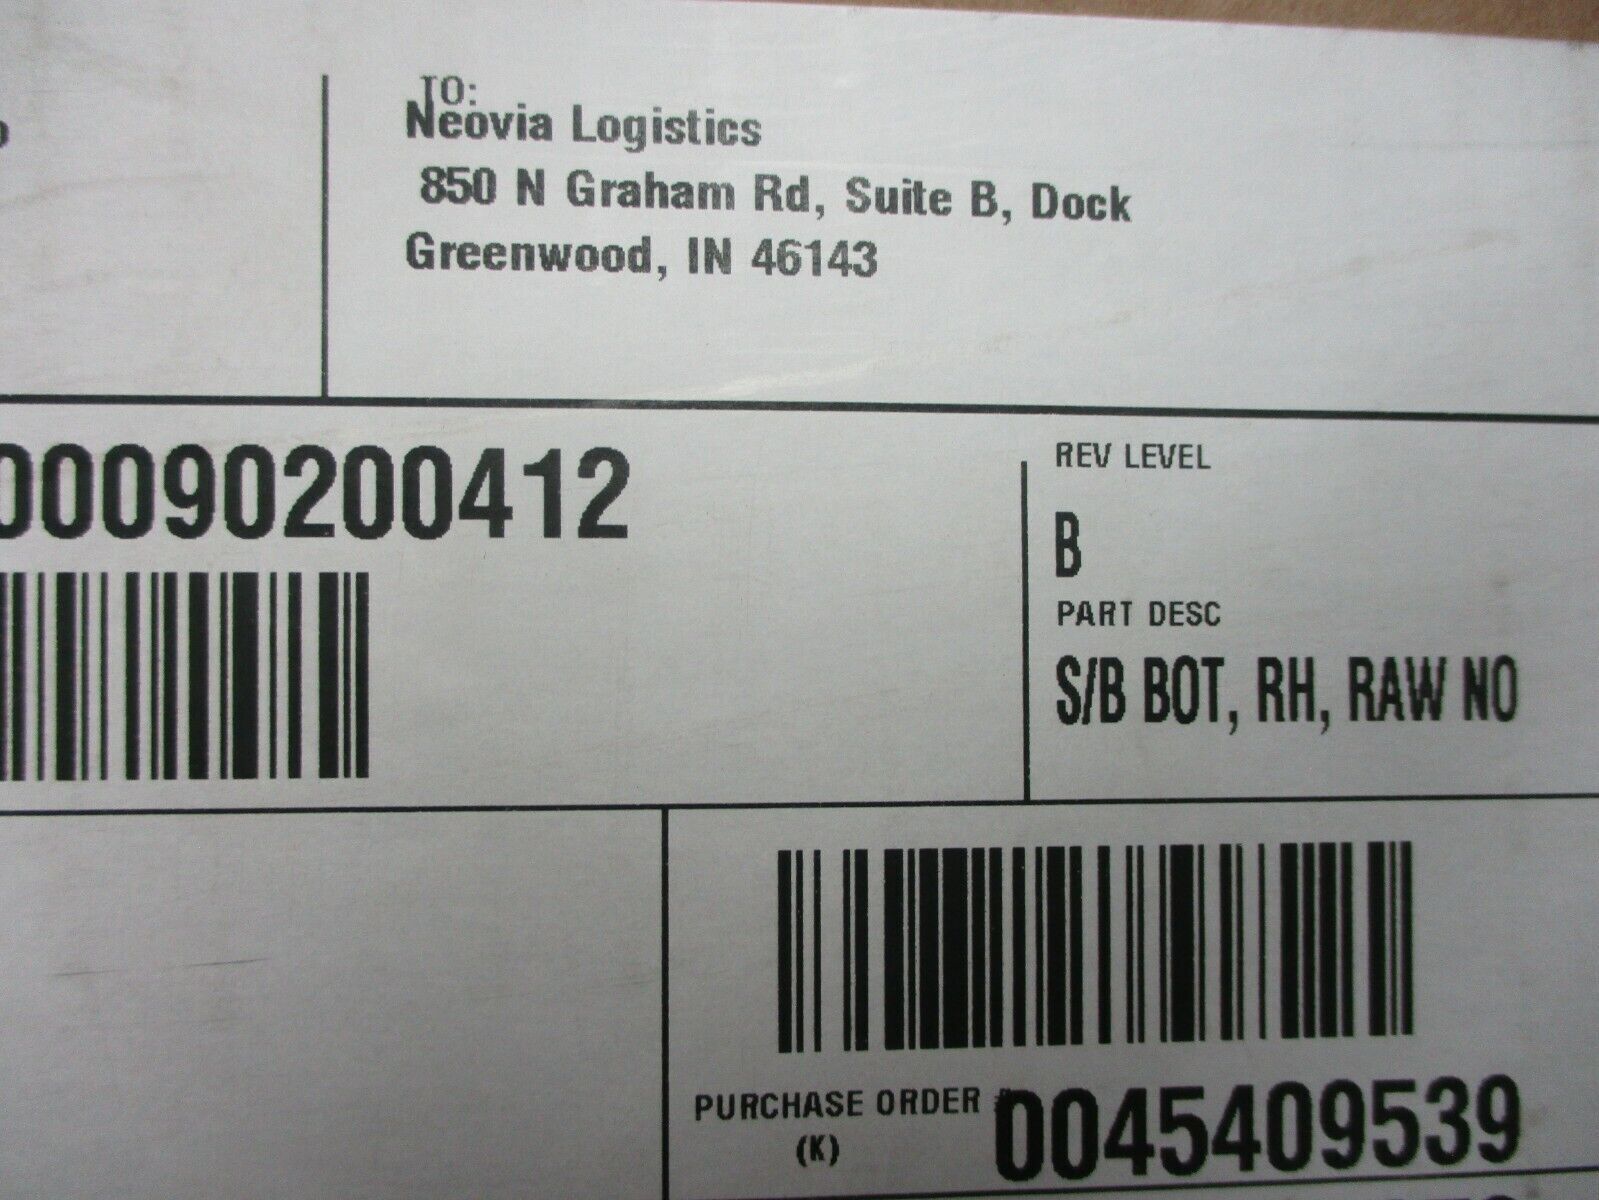 TO:
Neovia Logistics
850 N Graham Rd, Suite B, Dock
Greenwood, IN 46143
00090200412
REV LEVEL
B
PART DESC
S/B BOT, RH, RAW NO
PURCHASE ORDER #
0045409539
(K)